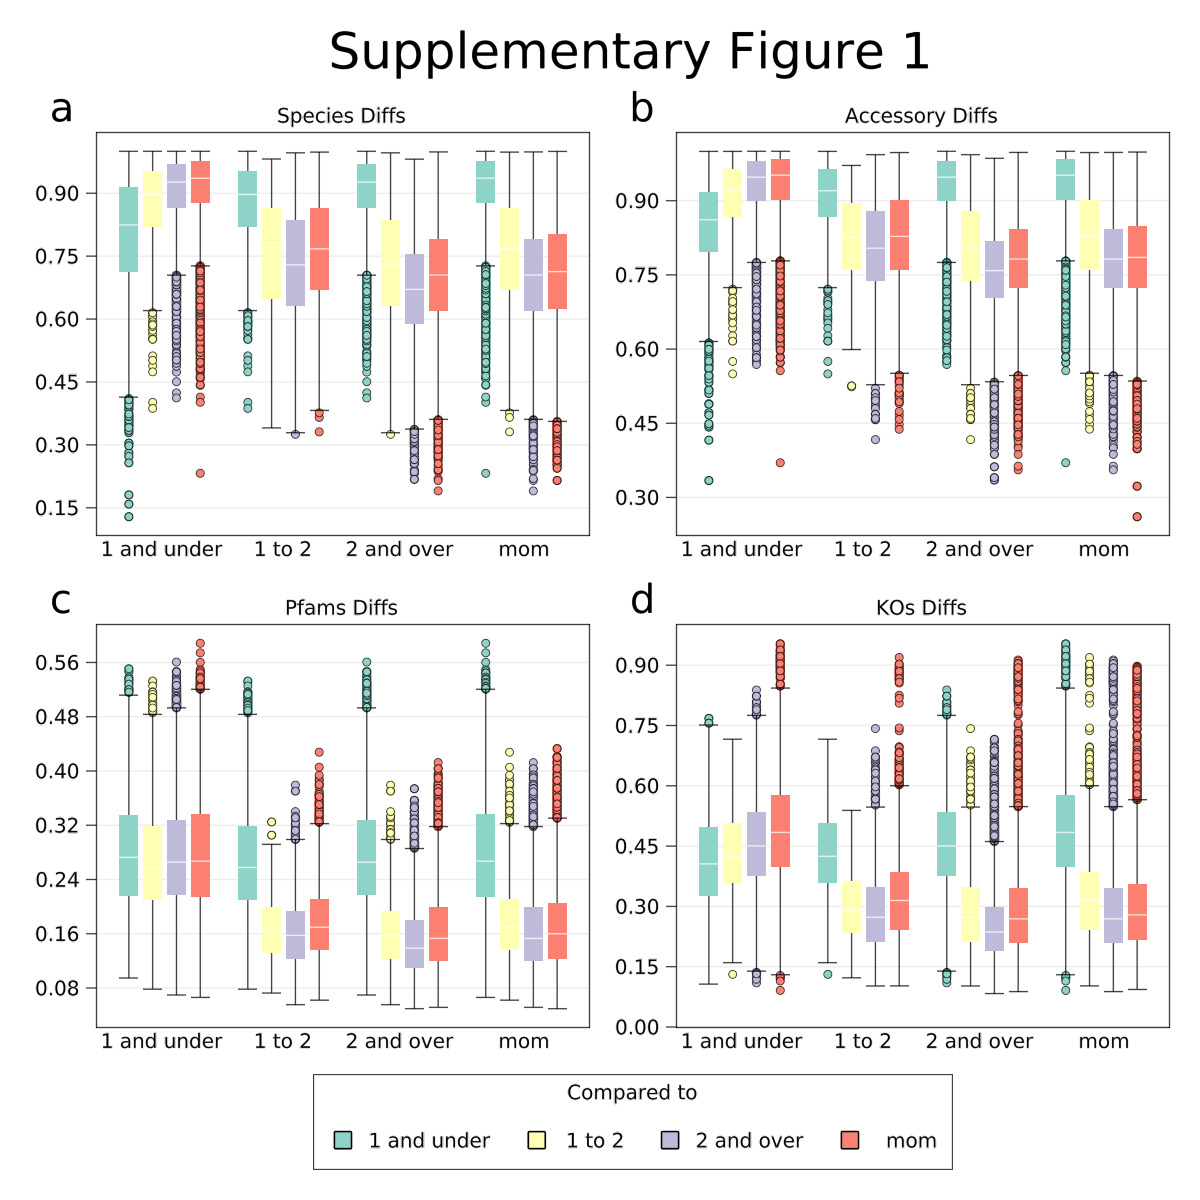 Supplementary Figure 1
a
Species Diffs
0.90
0.75
0.60
0.45
0.30
0.15
1 and under 1 to 2 2 and over mom
b
Accessory Diffs
0.90
0.75
0.60
0.45
0.30
1 and under 1 to 2 2 and over mom
c
Pfams Diffs
0.56
0.48
0.40
0.32
0.24
0.16
0.08
1 and under 1 to 2 2 and over mom
d
KOs Diffs
0.90
0.75
0.60
0.45
0.30
0.15
0.00
1 and under 1 to 2 2 and over mom
Compared to
1 and under 1 to 2 2 and over mom